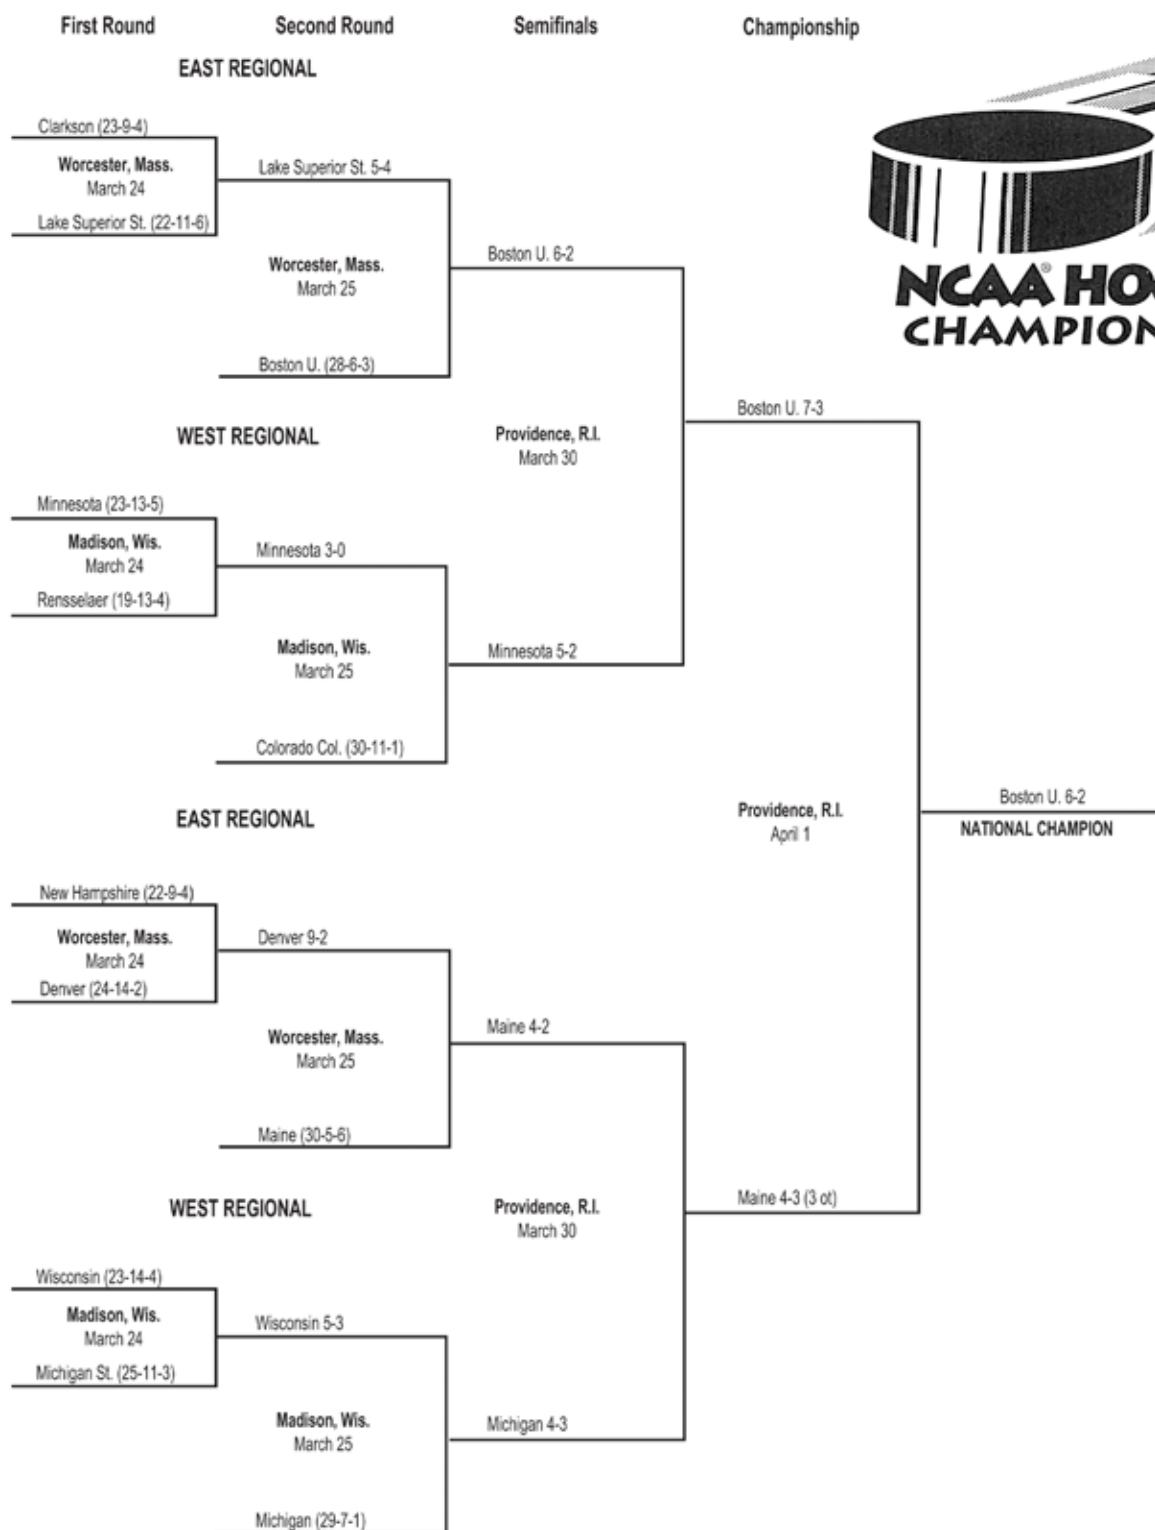 First Round Second Round Semifinals Championship
EAST REGIONAL
Clarkson (23-9-4)
Worcester, Mass.
March 24
Lake Superior St. (22-11-6)
Lake Superior St. 5-4
Worcester, Mass.
March 25
Boston U. (28-6-3)
Boston U. 6-2
NCAA® HO
CHAMPION
WEST REGIONAL
Minnesota (23-13-5)
Madison, Wis.
March 24
Rensselaer (19-13-4)
Minnesota 3-0
Madison, Wis.
March 25
Colorado Col. (30-11-1)
Minnesota 5-2
Providence, R.I.
March 30
Boston U. 7-3
EAST REGIONAL
New Hampshire (22-9-4)
Worcester, Mass.
March 24
Denver (24-14-2)
Denver 9-2
Worcester, Mass.
March 25
Maine (30-5-6)
Maine 4-2
WEST REGIONAL
Wisconsin (23-14-4)
Madison, Wis.
March 24
Michigan St. (25-11-3)
Wisconsin 5-3
Madison, Wis.
March 25
Michigan (29-7-1)
Michigan 4-3
Providence, R.I.
March 30
Maine 4-3 (3 ot)
Providence, R.I.
April 1
Boston U. 6-2
NATIONAL CHAMPION